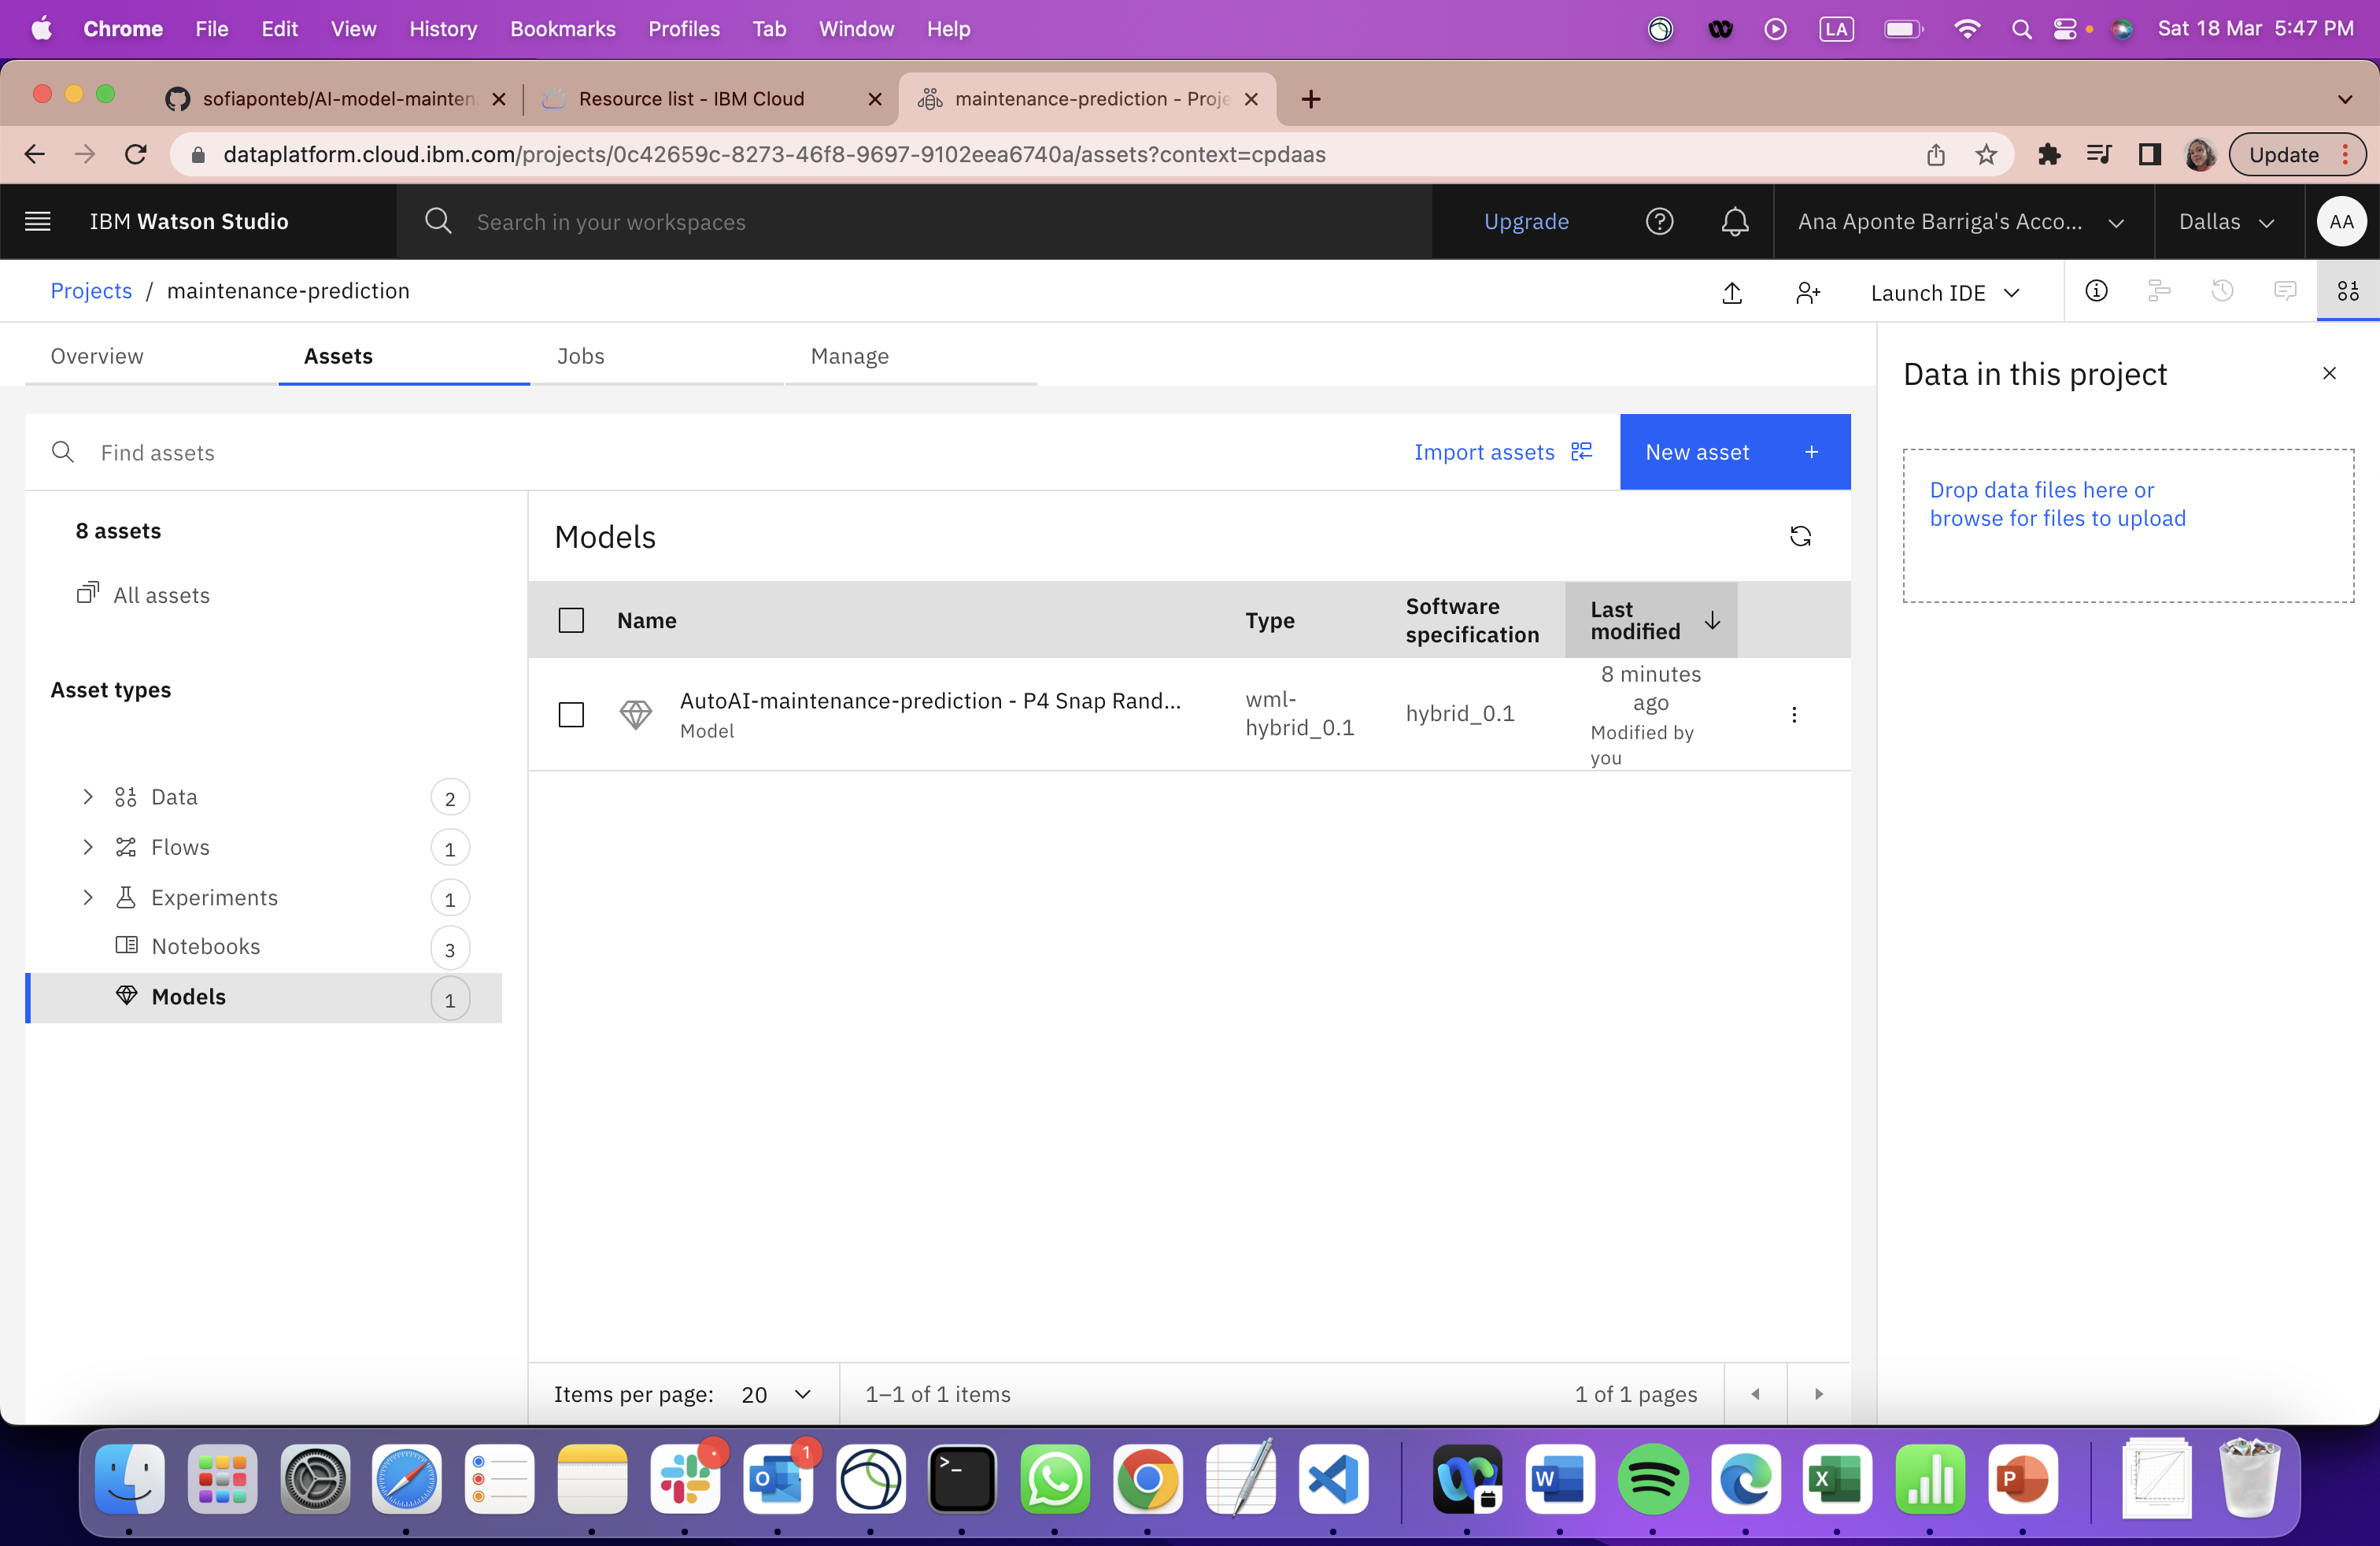 Chrome File Edit View History Bookmarks Profiles Tab Window Help LA Sat 18 Mar 5:47 PM
sofiaponteb/AI-model-mainten Resource list - IBM Cloud maintenance-prediction - Proje
dataplatform.cloud.ibm.com/projects/0c42659c-8273-46f8-9697-9102eea6740a/assets?context=cpdaas Update
IBM Watson Studio Search in your workspaces Upgrade Ana Aponte Barriga's Acco... Dallas AA
Projects / maintenance-prediction Launch IDE
Overview Assets Jobs Manage
Data in this project
Find assets Import assets New asset +
Drop data files here or
browse for files to upload
8 assets
All assets
Asset types
Data 2
Flows 1
Experiments 1
Notebooks 3
Models 1
Models
Name Type Software specification Last modified
AutoAI-maintenance-prediction - P4 Snap Rand...
Model
wml-
hybrid_0.1
hybrid_0.1
8 minutes
ago
Modified by
you
Items per page: 20 1–1 of 1 items 1 of 1 pages
1